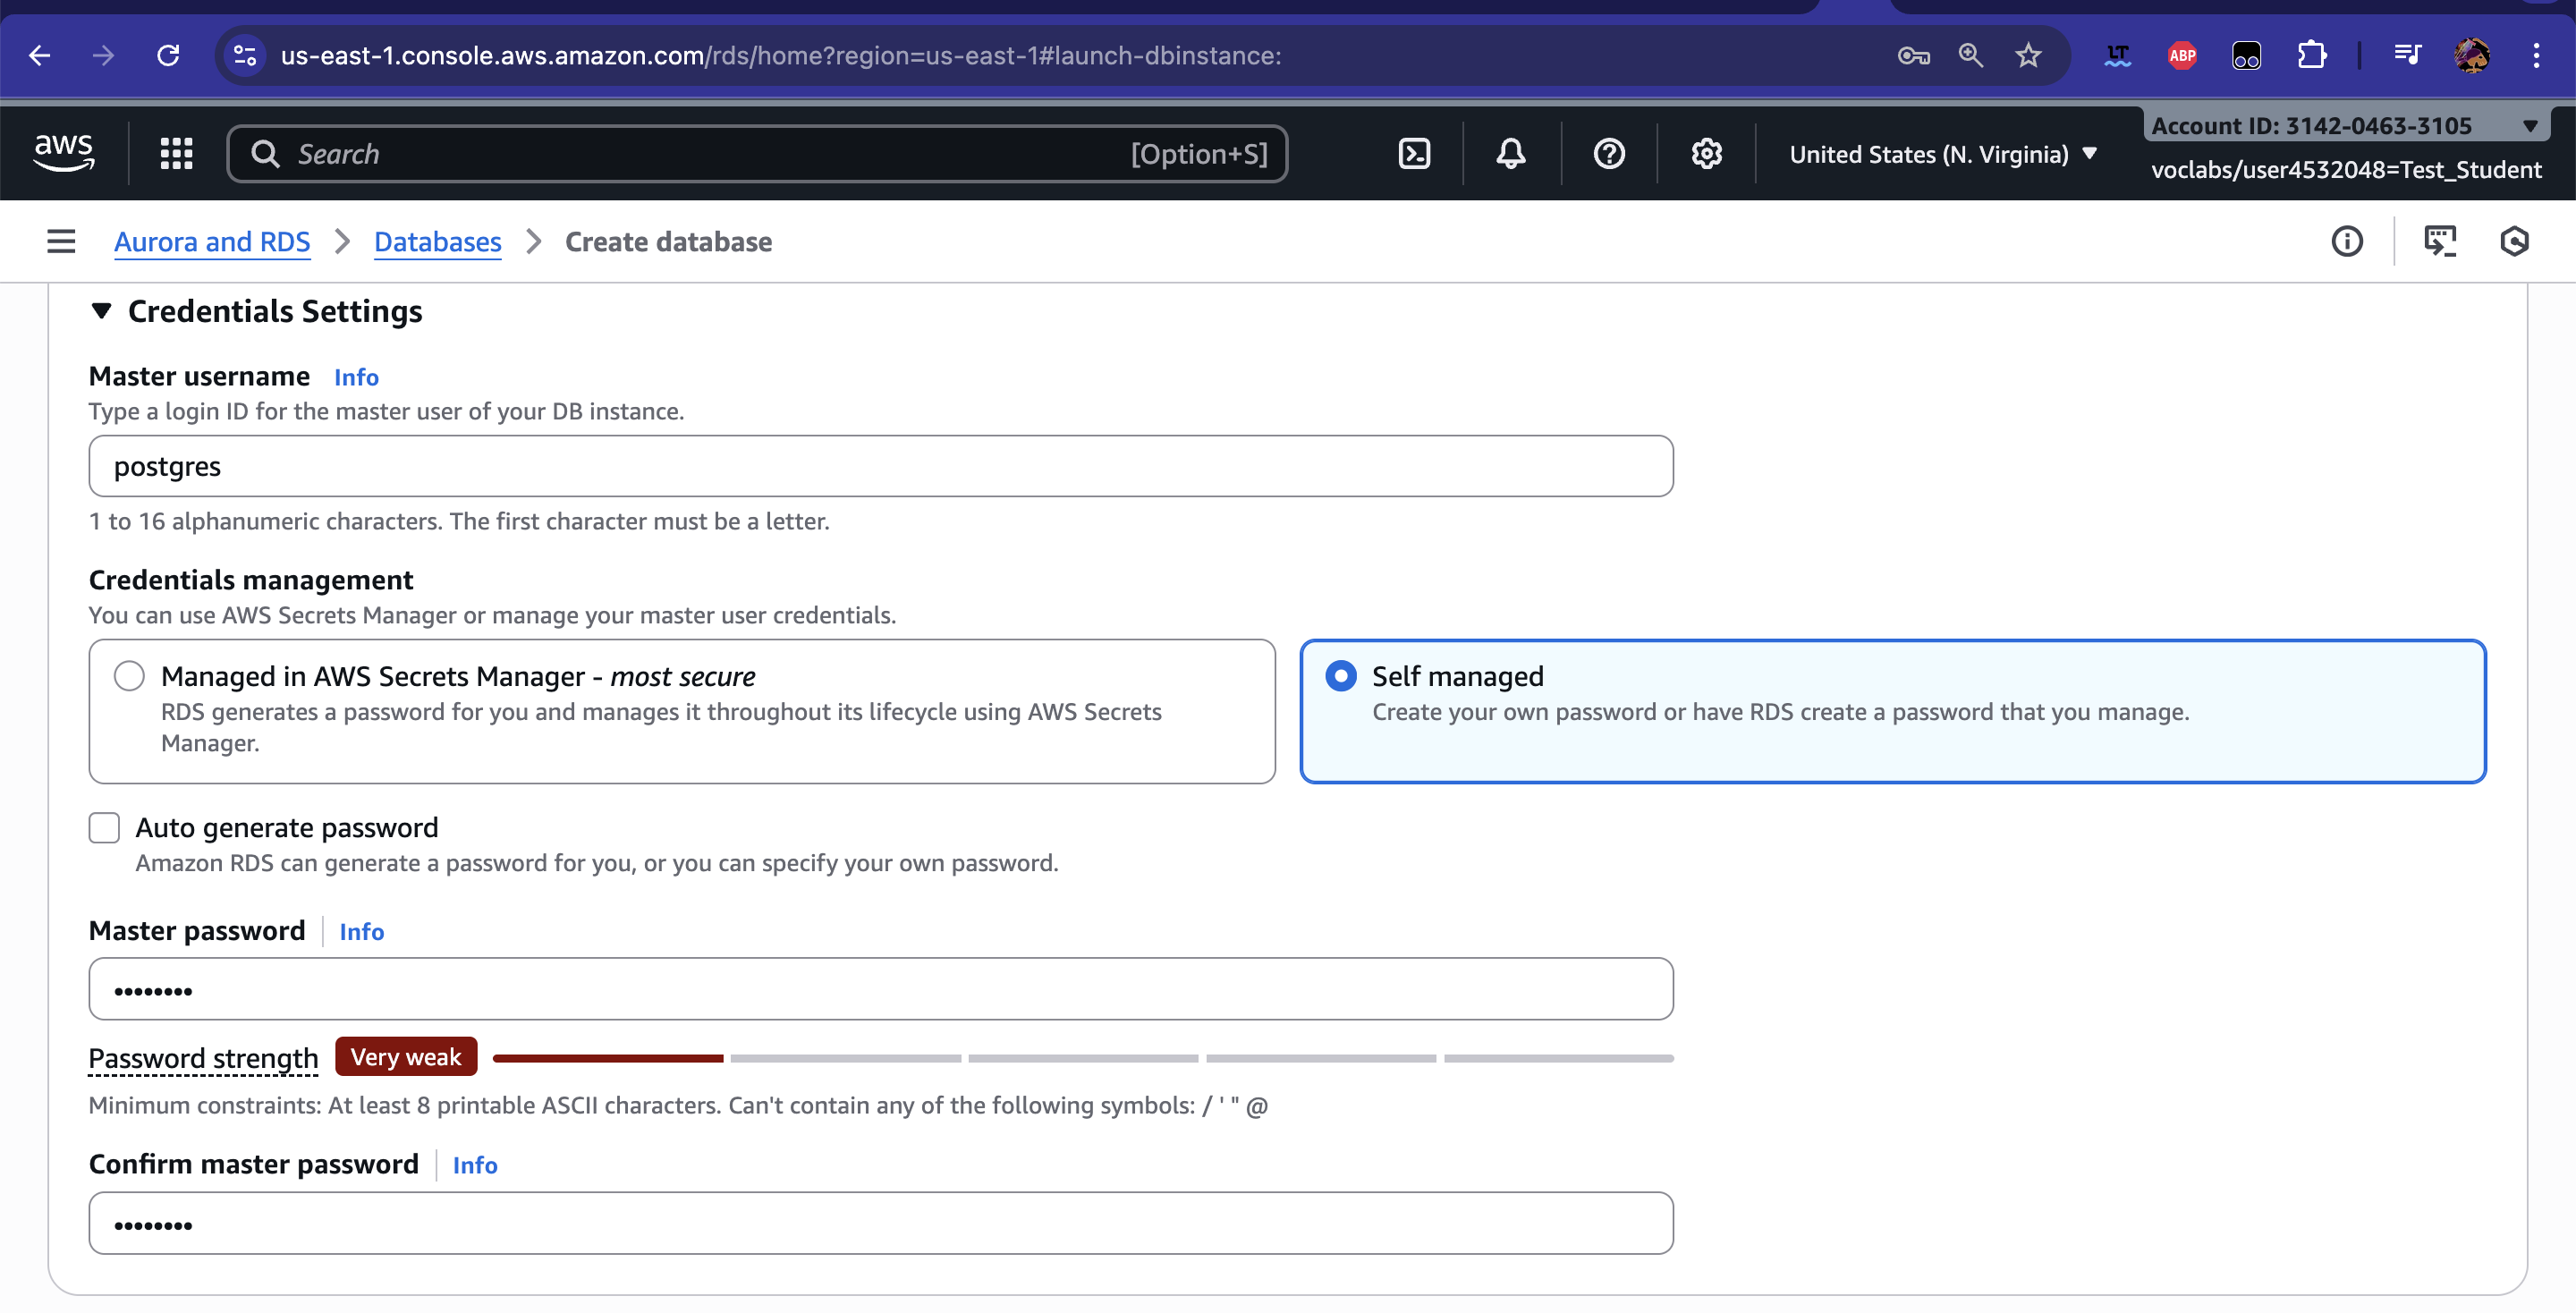 us-east-1.console.aws.amazon.com/rds/home?region=us-east-1#launch-dbinstance:
LT
ABP
aws
Search
[Option+S]
United States (N. Virginia)
Account ID: 3142-0463-3105
voclabs/user4532048=Test_Student
Aurora and RDS
Databases
Create database
Credentials Settings
Master username Info
Type a login ID for the master user of your DB instance.
postgres
1 to 16 alphanumeric characters. The first character must be a letter.
Credentials management
You can use AWS Secrets Manager or manage your master user credentials.
Managed in AWS Secrets Manager - most secure
RDS generates a password for you and manages it throughout its lifecycle using AWS Secrets
Manager.
Self managed
Create your own password or have RDS create a password that you manage.
Auto generate password
Amazon RDS can generate a password for you, or you can specify your own password.
Master password Info
••••••••
Password strength Very weak
Minimum constraints: At least 8 printable ASCII characters. Can't contain any of the following symbols: / ' " @
Confirm master password Info
••••••••